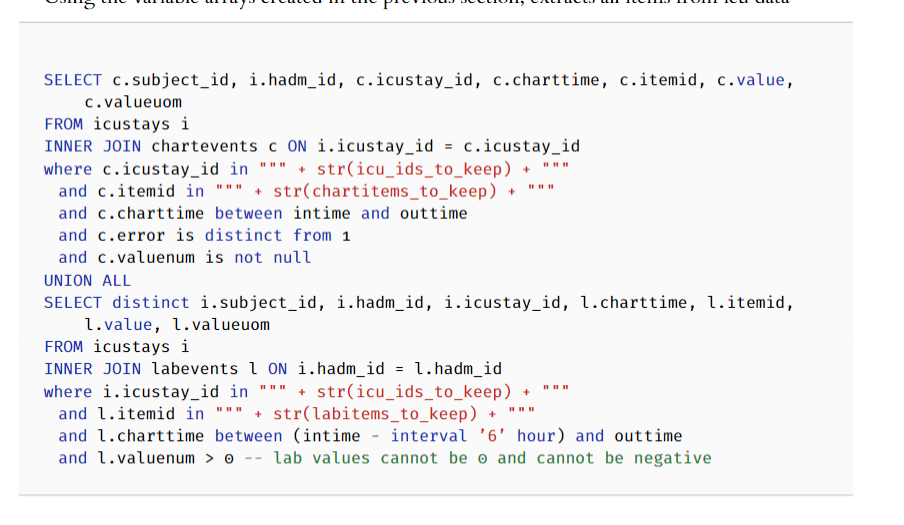 Using the variable arrays created in the previous section, extracts all items from icu data
SELECT c.subject_id, i.hadm_id, c.icustay_id, c.charttime, c.itemid, c.value,
c.valueuom
FROM icustays i
INNER JOIN chartevents c ON i.icustay_id = c.icustay_id
where c.icustay_id in """ + str(icu_ids_to_keep) + """
and c.itemid in """ + str(chartitems_to_keep) + """
and c.charttime between intime and outtime
and c.error is distinct from 1
and c.valuenum is not null
UNION ALL
SELECT distinct i.subject_id, i.hadm_id, i.icustay_id, l.charttime, l.itemid,
l.value, l.valueuom
FROM icustays i
INNER JOIN labevents l ON i.hadm_id = l.hadm_id
where i.icustay_id in """ + str(icu_ids_to_keep) + """
and l.itemid in """ + str(labitems_to_keep) + """
and l.charttime between (intime - interval '6' hour) and outtime
and l.valuenum > 0 -- lab values cannot be 0 and cannot be negative